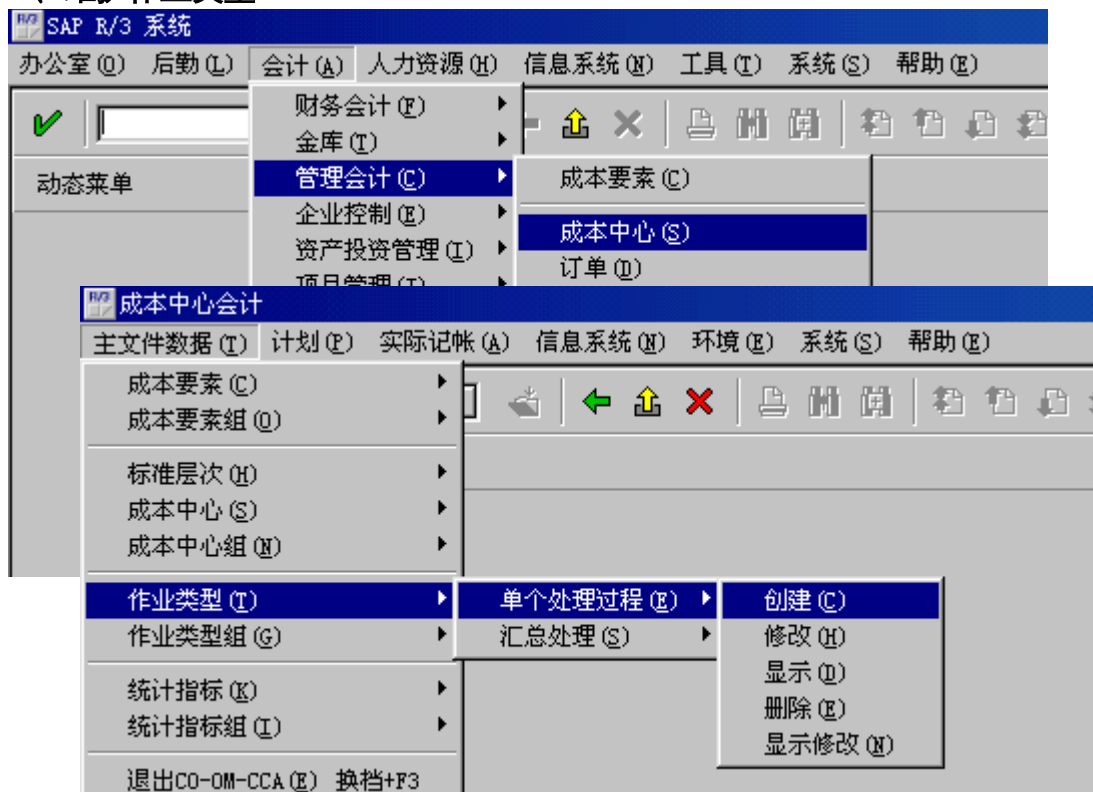 SAP R/3 系统
办公室(O) 后勤(L) 会计(A) 人力资源(H) 信息系统(N) 工具(T) 系统(S) 帮助(E)
财务会计(F)
金库(T)
动态菜单
管理会计(C)
成本要素(C)
企业控制(E)
成本中心(S)
资产投资管理(I)
订单(D)
成本中心会计
主文件数据(T) 计划(P) 实际记帐(A) 信息系统(N) 环境(E) 系统(S) 帮助(E)
成本要素(C)
成本要素组(O)
标准层次(H)
成本中心(S)
成本中心组(N)
作业类型(T) 单个处理过程(E) 创建(C)
作业类型组(G) 汇总处理(S) 修改(H)
显示(D)
统计指标(K)
删除(E)
统计指标组(I)
显示修改(N)
退出CO-OM-CCA(E) 换档+F3